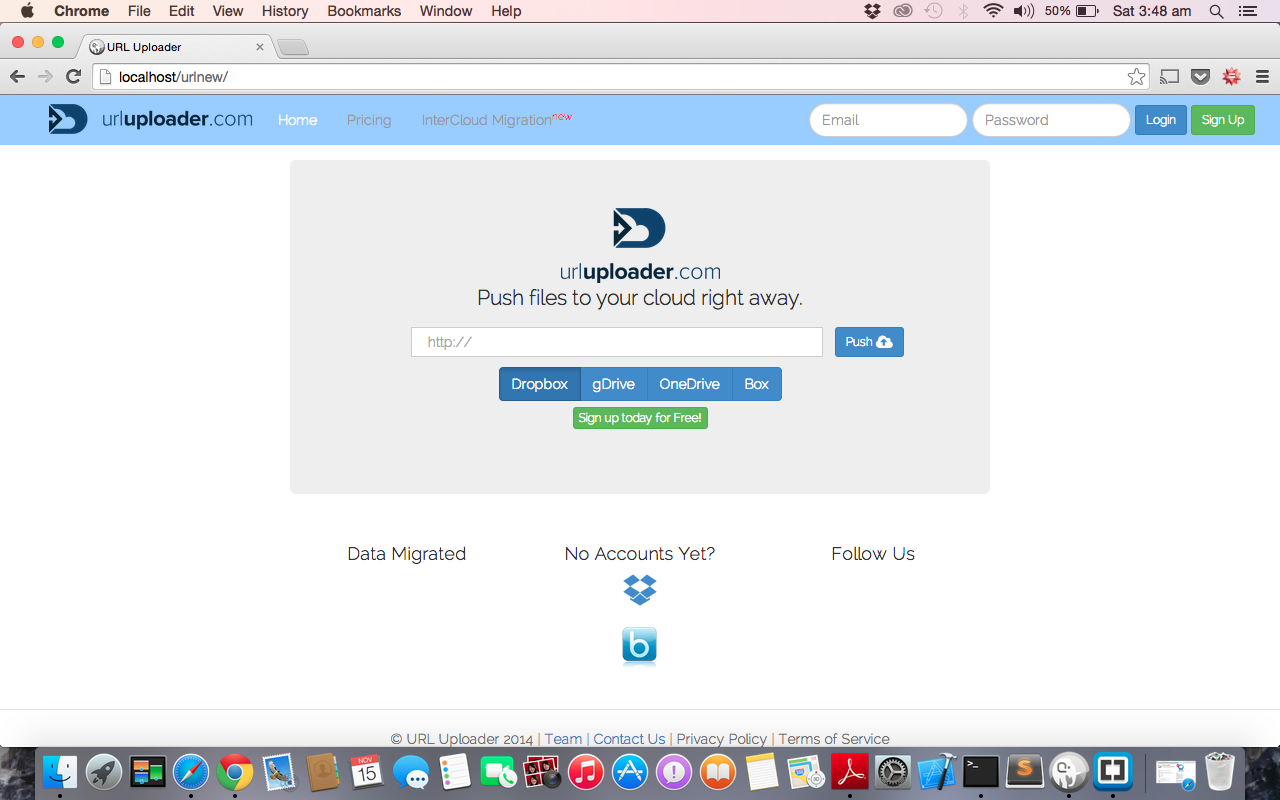 Chrome File Edit View History Bookmarks Window Help 50% Sat 3:48 am
URL Uploader
localhost/urlnew/
urluploader.com Home Pricing InterCloud Migration new Email Password Login Sign Up
urluploader.com
Push files to your cloud right away.
http:// Push
Dropbox gDrive OneDrive Box
Sign up today for Free!
Data Migrated No Accounts Yet? Follow Us
b
© URL Uploader 2014 | Team | Contact Us | Privacy Policy | Terms of Service
NOV
15